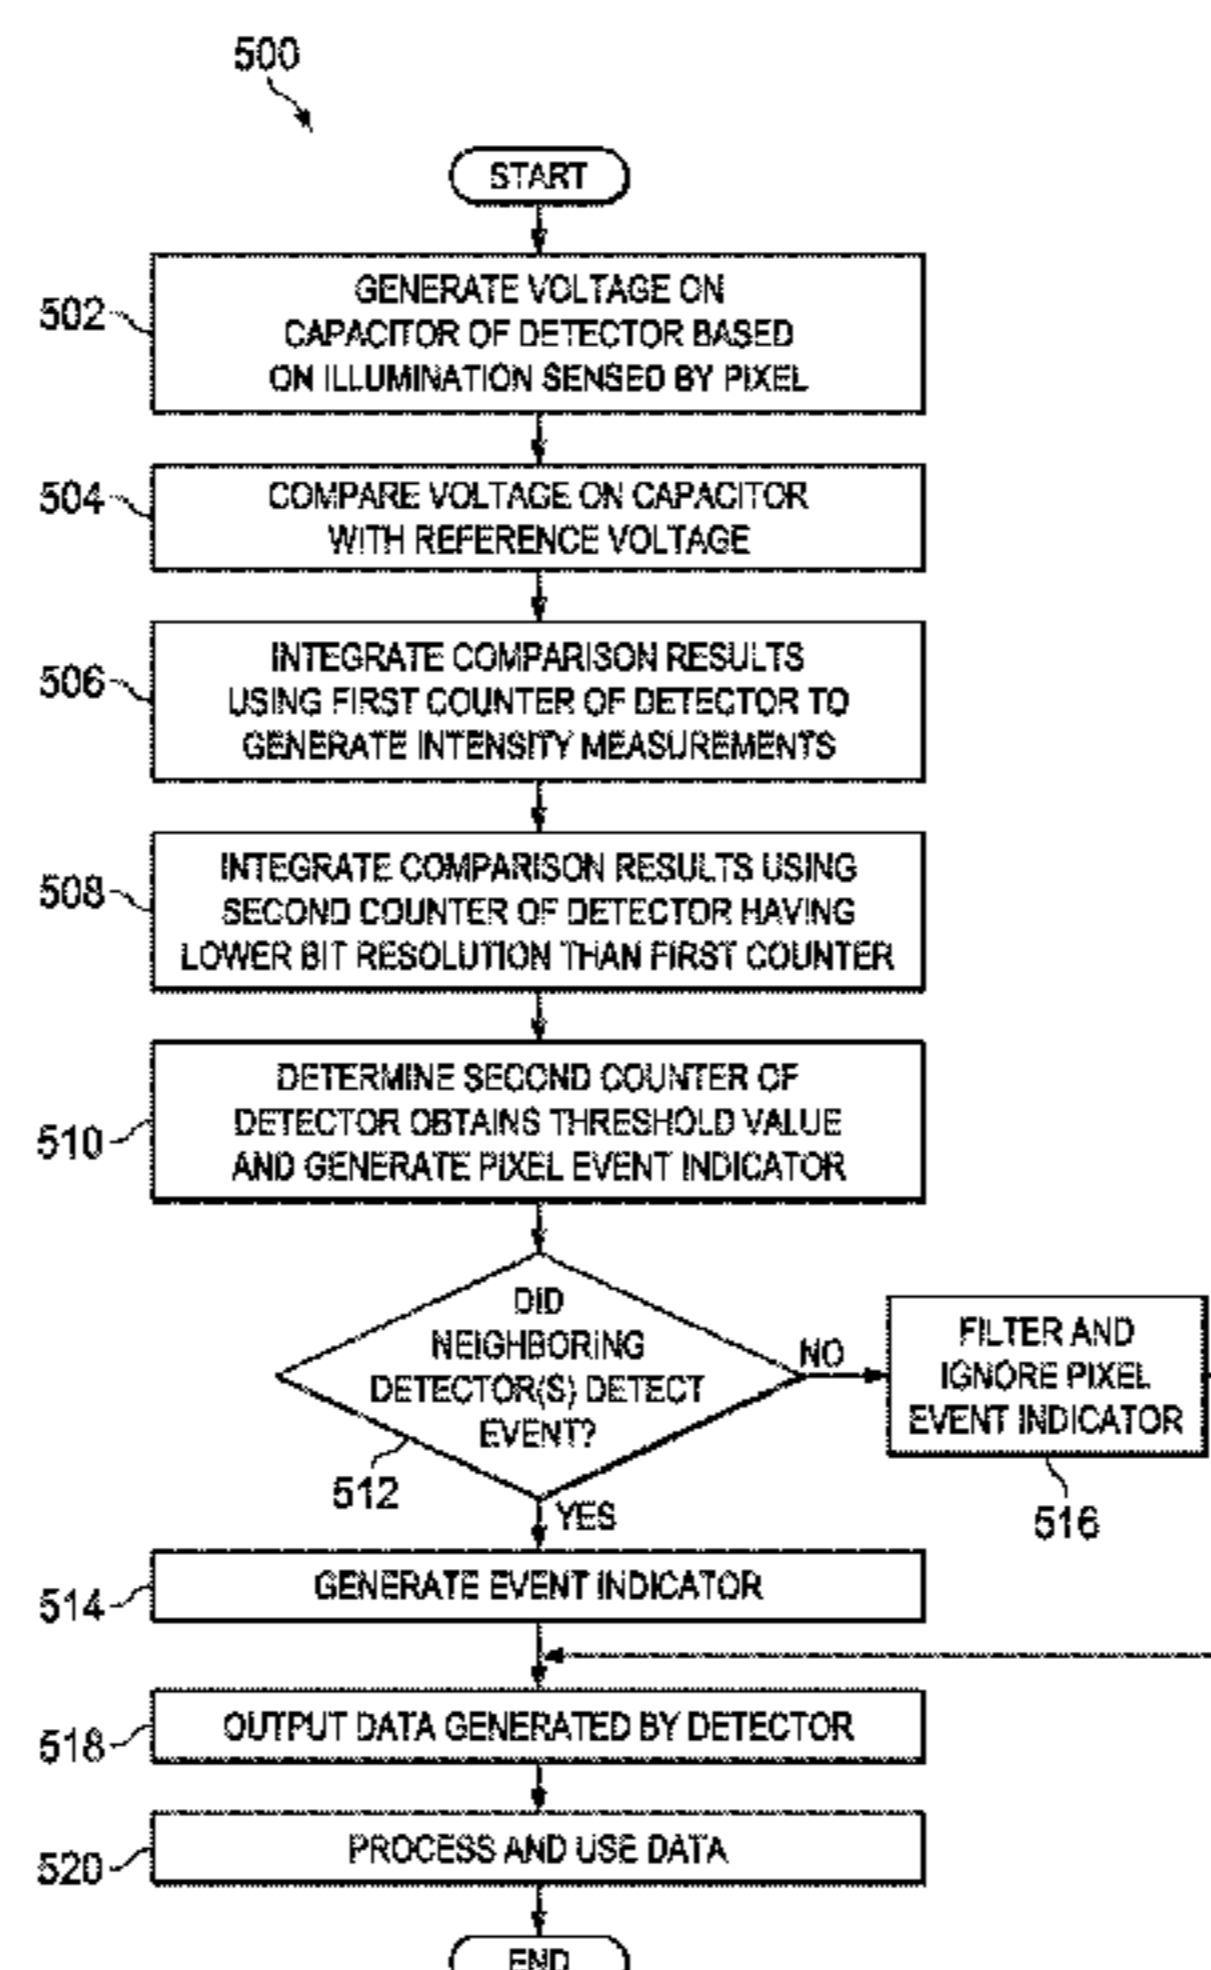 500
START
502
GENERATE VOLTAGE ON
CAPACITOR OF DETECTOR BASED
ON ILLUMINATION SENSED BY PIXEL
504
COMPARE VOLTAGE ON CAPACITOR
WITH REFERENCE VOLTAGE
506
INTEGRATE COMPARISON RESULTS
USING FIRST COUNTER OF DETECTOR TO
GENERATE INTENSITY MEASUREMENTS
508
INTEGRATE COMPARISON RESULTS USING
SECOND COUNTER OF DETECTOR HAVING
LOWER BIT RESOLUTION THAN FIRST COUNTER
510
DETERMINE SECOND COUNTER OF
DETECTOR OBTAINS THRESHOLD VALUE
AND GENERATE PIXEL EVENT INDICATOR
DID
NEIGHBORING
DETECTOR(S) DETECT
EVENT?
512
NO
FILTER AND
IGNORE PIXEL
EVENT INDICATOR
516
YES
514
GENERATE EVENT INDICATOR
518
OUTPUT DATA GENERATED BY DETECTOR
520
PROCESS AND USE DATA
END